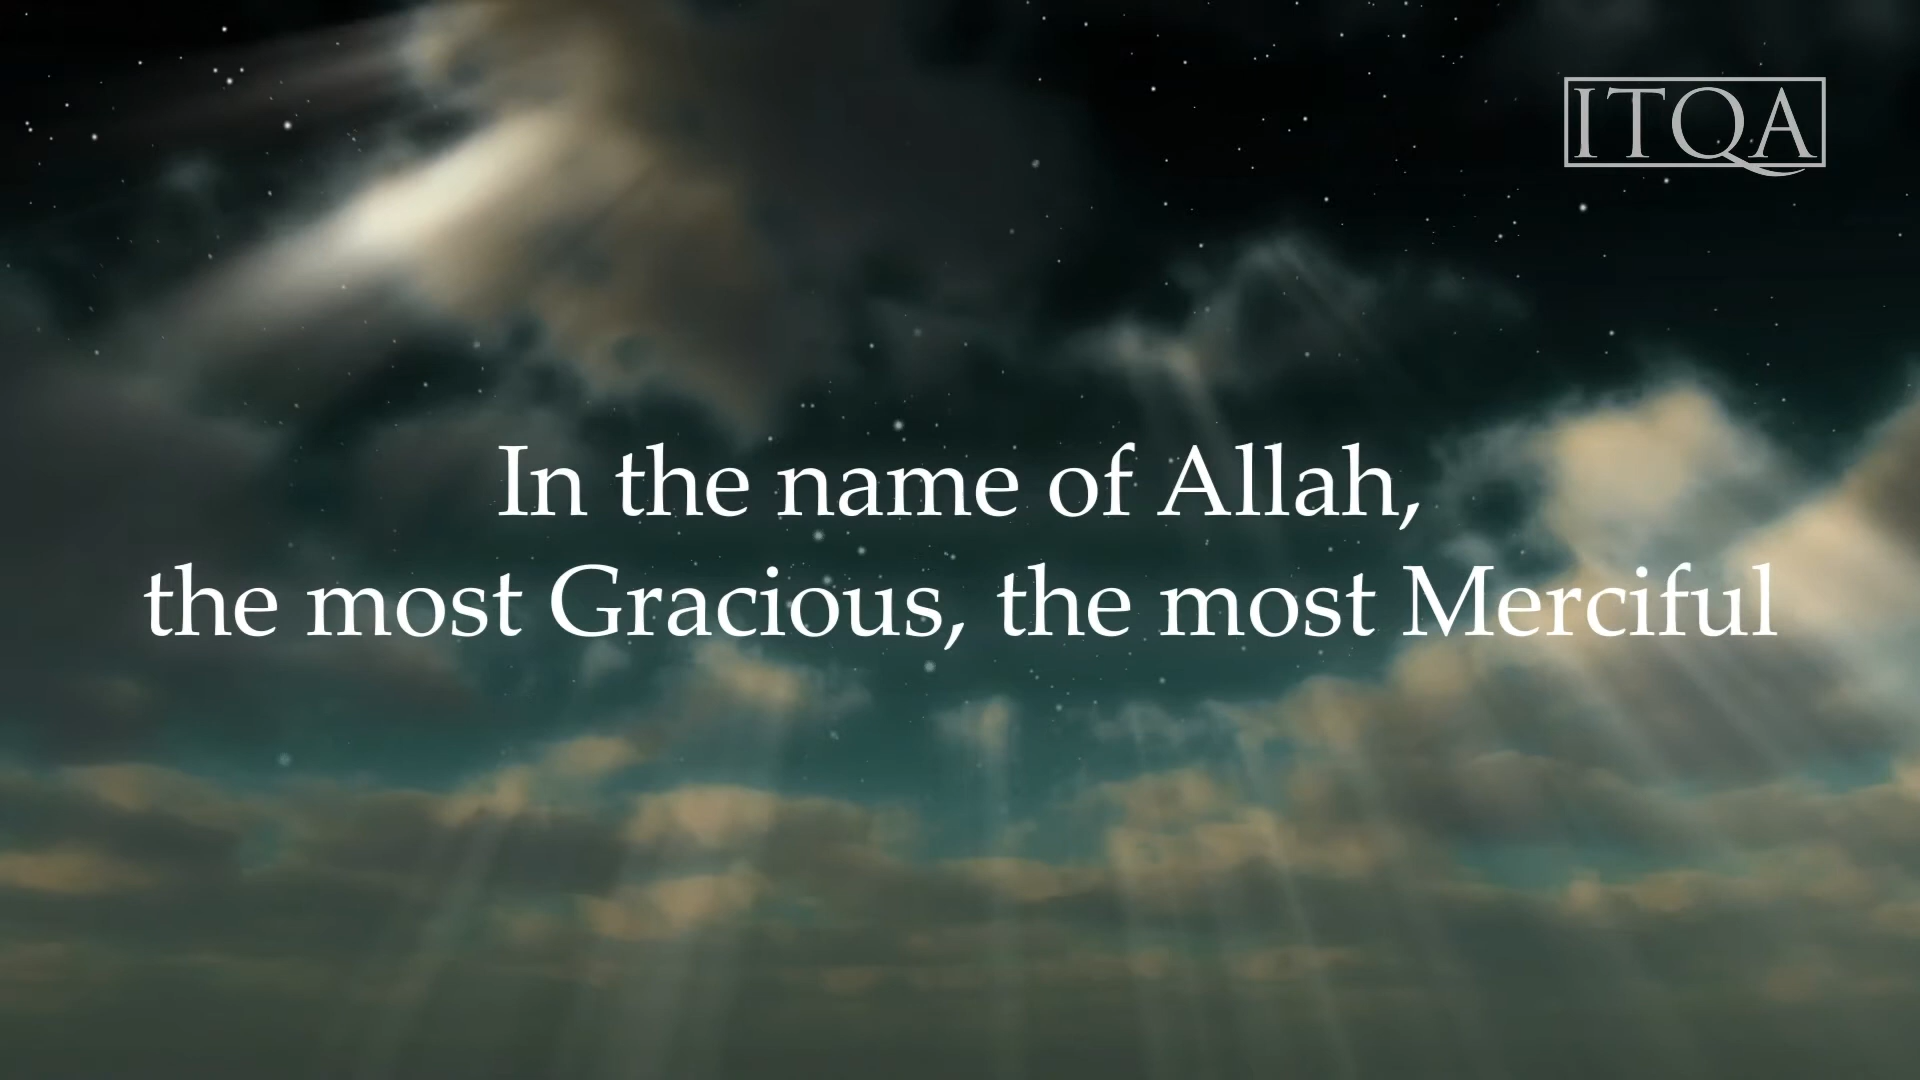 ITQA
In the name of Allah,
the most Gracious, the most Merciful